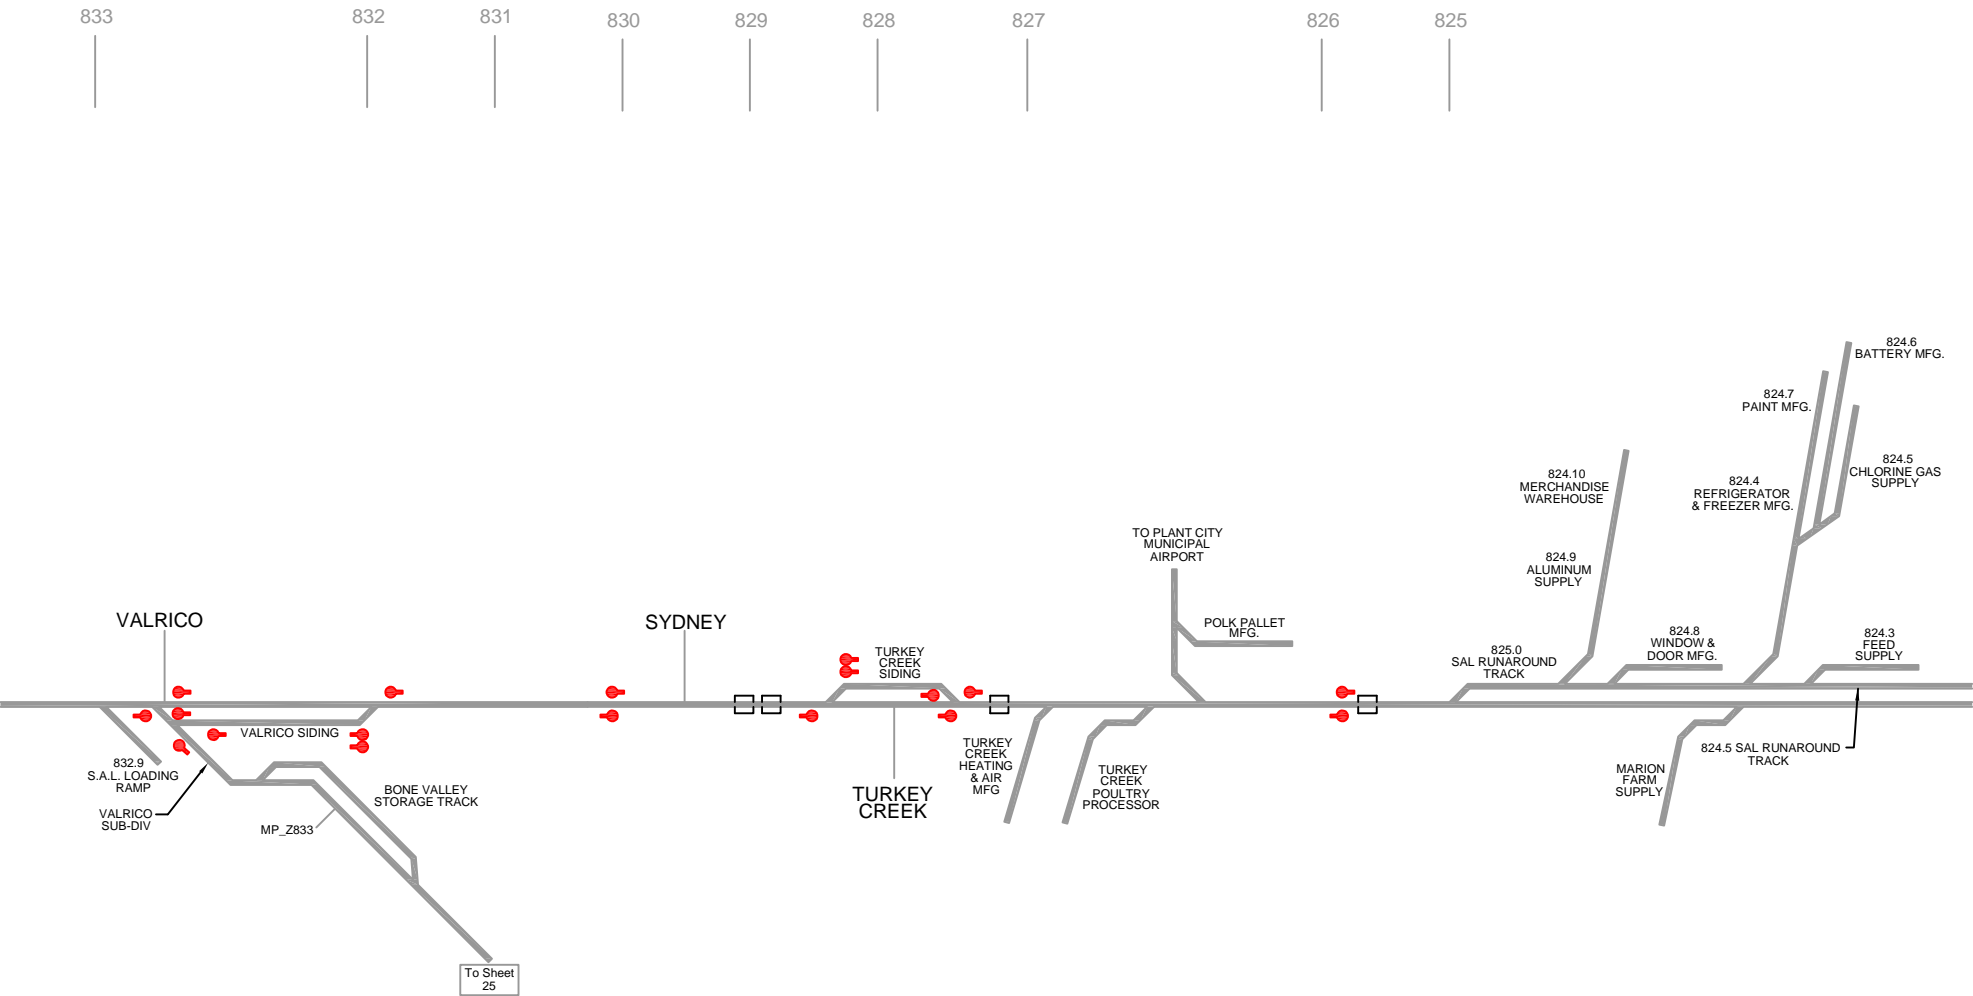 833
832
831
830
829
828
827
826
825
824.6
BATTERY MFG.
824.7
PAINT MFG.
824.5
CHLORINE GAS
SUPPLY
824.10
MERCHANDISE
WAREHOUSE
824.4
REFRIGERATOR
& FREEZER MFG.
TO PLANT CITY
MUNICIPAL
AIRPORT
824.9
ALUMINUM
SUPPLY
VALRICO
SYDNEY
POLK PALLET
MFG.
TURKEY
CREEK
SIDING
825.0
SAL RUNAROUND
TRACK
824.8
WINDOW &
DOOR MFG.
824.3
FEED
SUPPLY
VALRICO SIDING
832.9
S.A.L. LOADING
RAMP
VALRICO
SUB-DIV
BONE VALLEY
STORAGE TRACK
MP_Z833
TURKEY
CREEK
TURKEY
CREEK
HEATING
& AIR
MFG
TURKEY
CREEK
POULTRY
PROCESSOR
MARION
FARM
SUPPLY
824.5 SAL RUNAROUND
TRACK
To Sheet
25